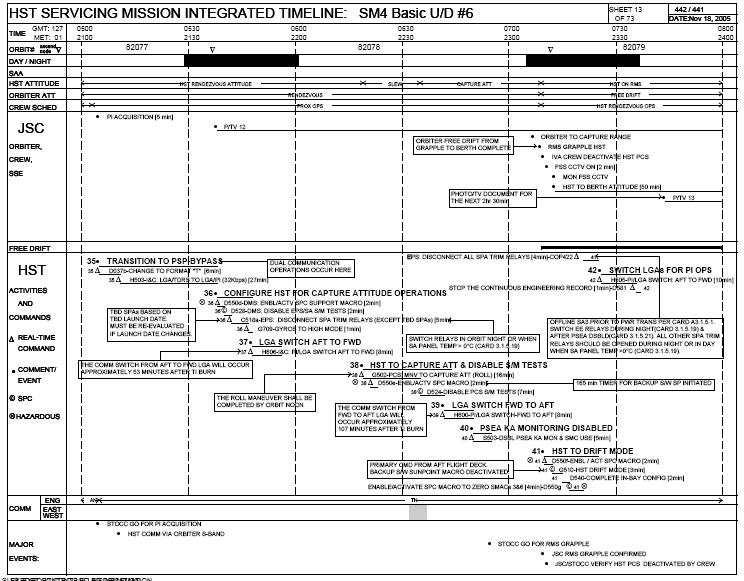 HST SERVICING MISSION INTEGRATED TIMELINE: SM4 Basic U/D #6
SHEET 13
OF 73
442 / 441
DATE:Nov 18, 2005
TIME GMT: 127 0500 0530 0600 0630 0700 0730 0800
MET: 01 2100 2130 2200 2230 2300 2330 2400
ORBIT# ascend node 82077 82078 82079
DAY / NIGHT
SAA
HST ATTITUDE HST RENDEZVOUS ATTITUDE SLEW CAPTURE ATT HST ON RMS
ORBITER ATT RENDEZVOUS FREE DRIFT
CREW SCHED PROX OPS HST RENDEZVOUS OPS
JSC
ORBITER,
CREW,
SSE
PI ACQUISITION [5 min]
P/TV 12
ORBITER FREE DRIFT FROM
GRAPPLE TO BERTH COMPLETE
ORBITER TO CAPTURE RANGE
RMS GRAPPLE HST
IVA CREW DEACTIVATE HST PCS
FSS CCTV ON [2 min]
MON FSS CCTV
HST TO BERTH ATTITUDE [50 min]
PHOTO/TV DOCUMENT FOR
THE NEXT 2hr 30min
P/TV 13
FREE DRIFT
HST
ACTIVITIES
AND
COMMANDS
REAL-TIME
COMMAND
COMMENT/
EVENT
SPC
HAZARDOUS
35 TRANSITION TO PSP-BYPASS
35 D037b-CHANGE TO FORMAT "T" [6min]
35 H503-I&C: LGA/TDRS TO LGA/PI (32Kbps) [27min]
DUAL COMMUNICATION
OPERATIONS OCCUR HERE
EPS: DISCONNECT ALL SPA TRIM RELAYS [4min]-COP422 41
42 SWITCH LGAs FOR PI OPS
42 H605-PI/LGA SWITCH AFT TO FWD [10min]
STOP THE CONTINUOUS ENGINEERING RECORD [1min]-D581 42
36 CONFIGURE HST FOR CAPTURE ATTITUDE OPERATIONS
36 D550d-DMS: ENBL/ACTV SPC SUPPORT MACRO [2min]
36 D528-DMS: DISABLE EPS/SA S/M TESTS [2min]
36 C518a-EPS: DISCONNECT SPA TRIM RELAYS (EXCEPT TBD SPAs) [5min]
36 G709-GYROS TO HIGH MODE [1min]
TBD SPAs BASED ON
TBD LAUNCH DATE.
MUST BE RE-EVALUATED
IF LAUNCH DATE CHANGES.
37 LGA SWITCH AFT TO FWD
37 H606-I&C: PI/LGA SWITCH AFT TO FWD [8min]
SWITCH RELAYS IN ORBIT NIGHT OR WHEN
SA PANEL TEMP > 0°C (CARD 3.1.5.19)
OFFLINE SA3 PRIOR TO PWR TRANS PER CARD A3.1.5.1.
SWITCH EE RELAYS DURING NIGHT(CARD 3.1.5.19) &
AFTER PSEA DSBLD(CARD 3.1.5.21). ALL OTHER SPA TRIM
RELAYS SHOULD BE OPENED DURING NIGHT OR IN DAY
WHEN SA PANEL TEMP >0°C (CARD 3.1.5.19).
THE COMM SWITCH FROM AFT TO FWD LGA WILL OCCUR
APPROXIMATELY 53 MINUTES AFTER TI BURN
38 HST TO CAPTURE ATT & DISABLE S/M TESTS
38 G502-PCS: MNV TO CAPTURE ATT (ROLL) [16min]
38 D550e-ENBL/ACTV SPC MACRO [2min]
38 D524-DISABLE PCS S/M TESTS [7min]
165 min TIMER FOR BACKUP S/W SP INITIATED
THE ROLL MANEUVER SHALL BE
COMPLETED BY ORBIT NOON
THE COMM SWITCH FROM
FWD TO AFT LGA WILL
OCCUR APPROXIMATELY
107 MINUTES AFTER TI BURN
39 LGA SWITCH FWD TO AFT
39 H600-PI/LGA SWITCH FWD TO AFT [8min]
40 PSEA KA MONITORING DISABLED
40 S503-DSBL PSEA KA MON & SMC USE [5min]
41 HST TO DRIFT MODE
41 D550f-ENBL / ACT SPC MACRO [2min]
41 G510-HST DRIFT MODE [3min]
41 D540-COMPLETE IN-BAY CONFIG [2min]
PRIMARY CMD FROM AFT FLIGHT DECK.
BACKUP S/W SUNPOINT MACRO DEACTIVATED
ENABLE/ACTIVATE SPC MACRO TO ZERO SMACs 3&6 [4min]-D550g 41
COMM ENG
EAST
WEST
MAJOR
EVENTS:
STOCC GO FOR PI ACQUISITION
HST COMM VIA ORBITER S-BAND
STOCC GO FOR RMS GRAPPLE
JSC RMS GRAPPLE CONFIRMED
JSC/STOCC VERIFY HST PCS DEACTIVATED BY CREW